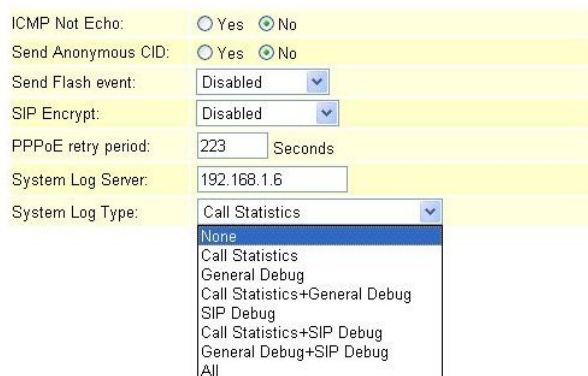 ICMP Not Echo: Yes No
Send Anonymous CID: Yes No
Send Flash event: Disabled
SIP Encrypt: Disabled
PPPoE retry period: 223 Seconds
System Log Server: 192.168.1.6
System Log Type: Call Statistics
None
Call Statistics
General Debug
Call Statistics+General Debug
SIP Debug
Call Statistics+SIP Debug
General Debug+SIP Debug
All